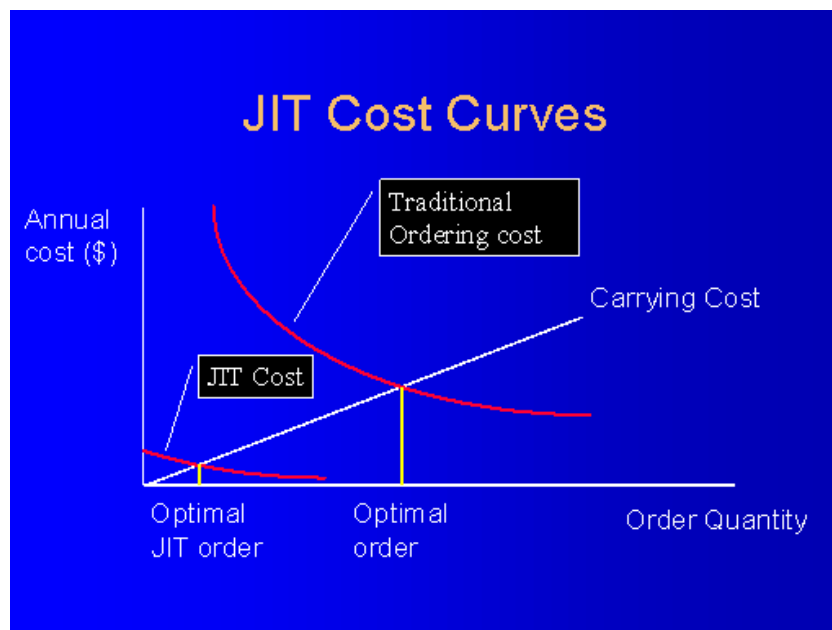 JIT Cost Curves
Annual
cost ($)
Traditional
Ordering cost
Carrying Cost
JIT Cost
Optimal
JIT order
Optimal
order
Order Quantity